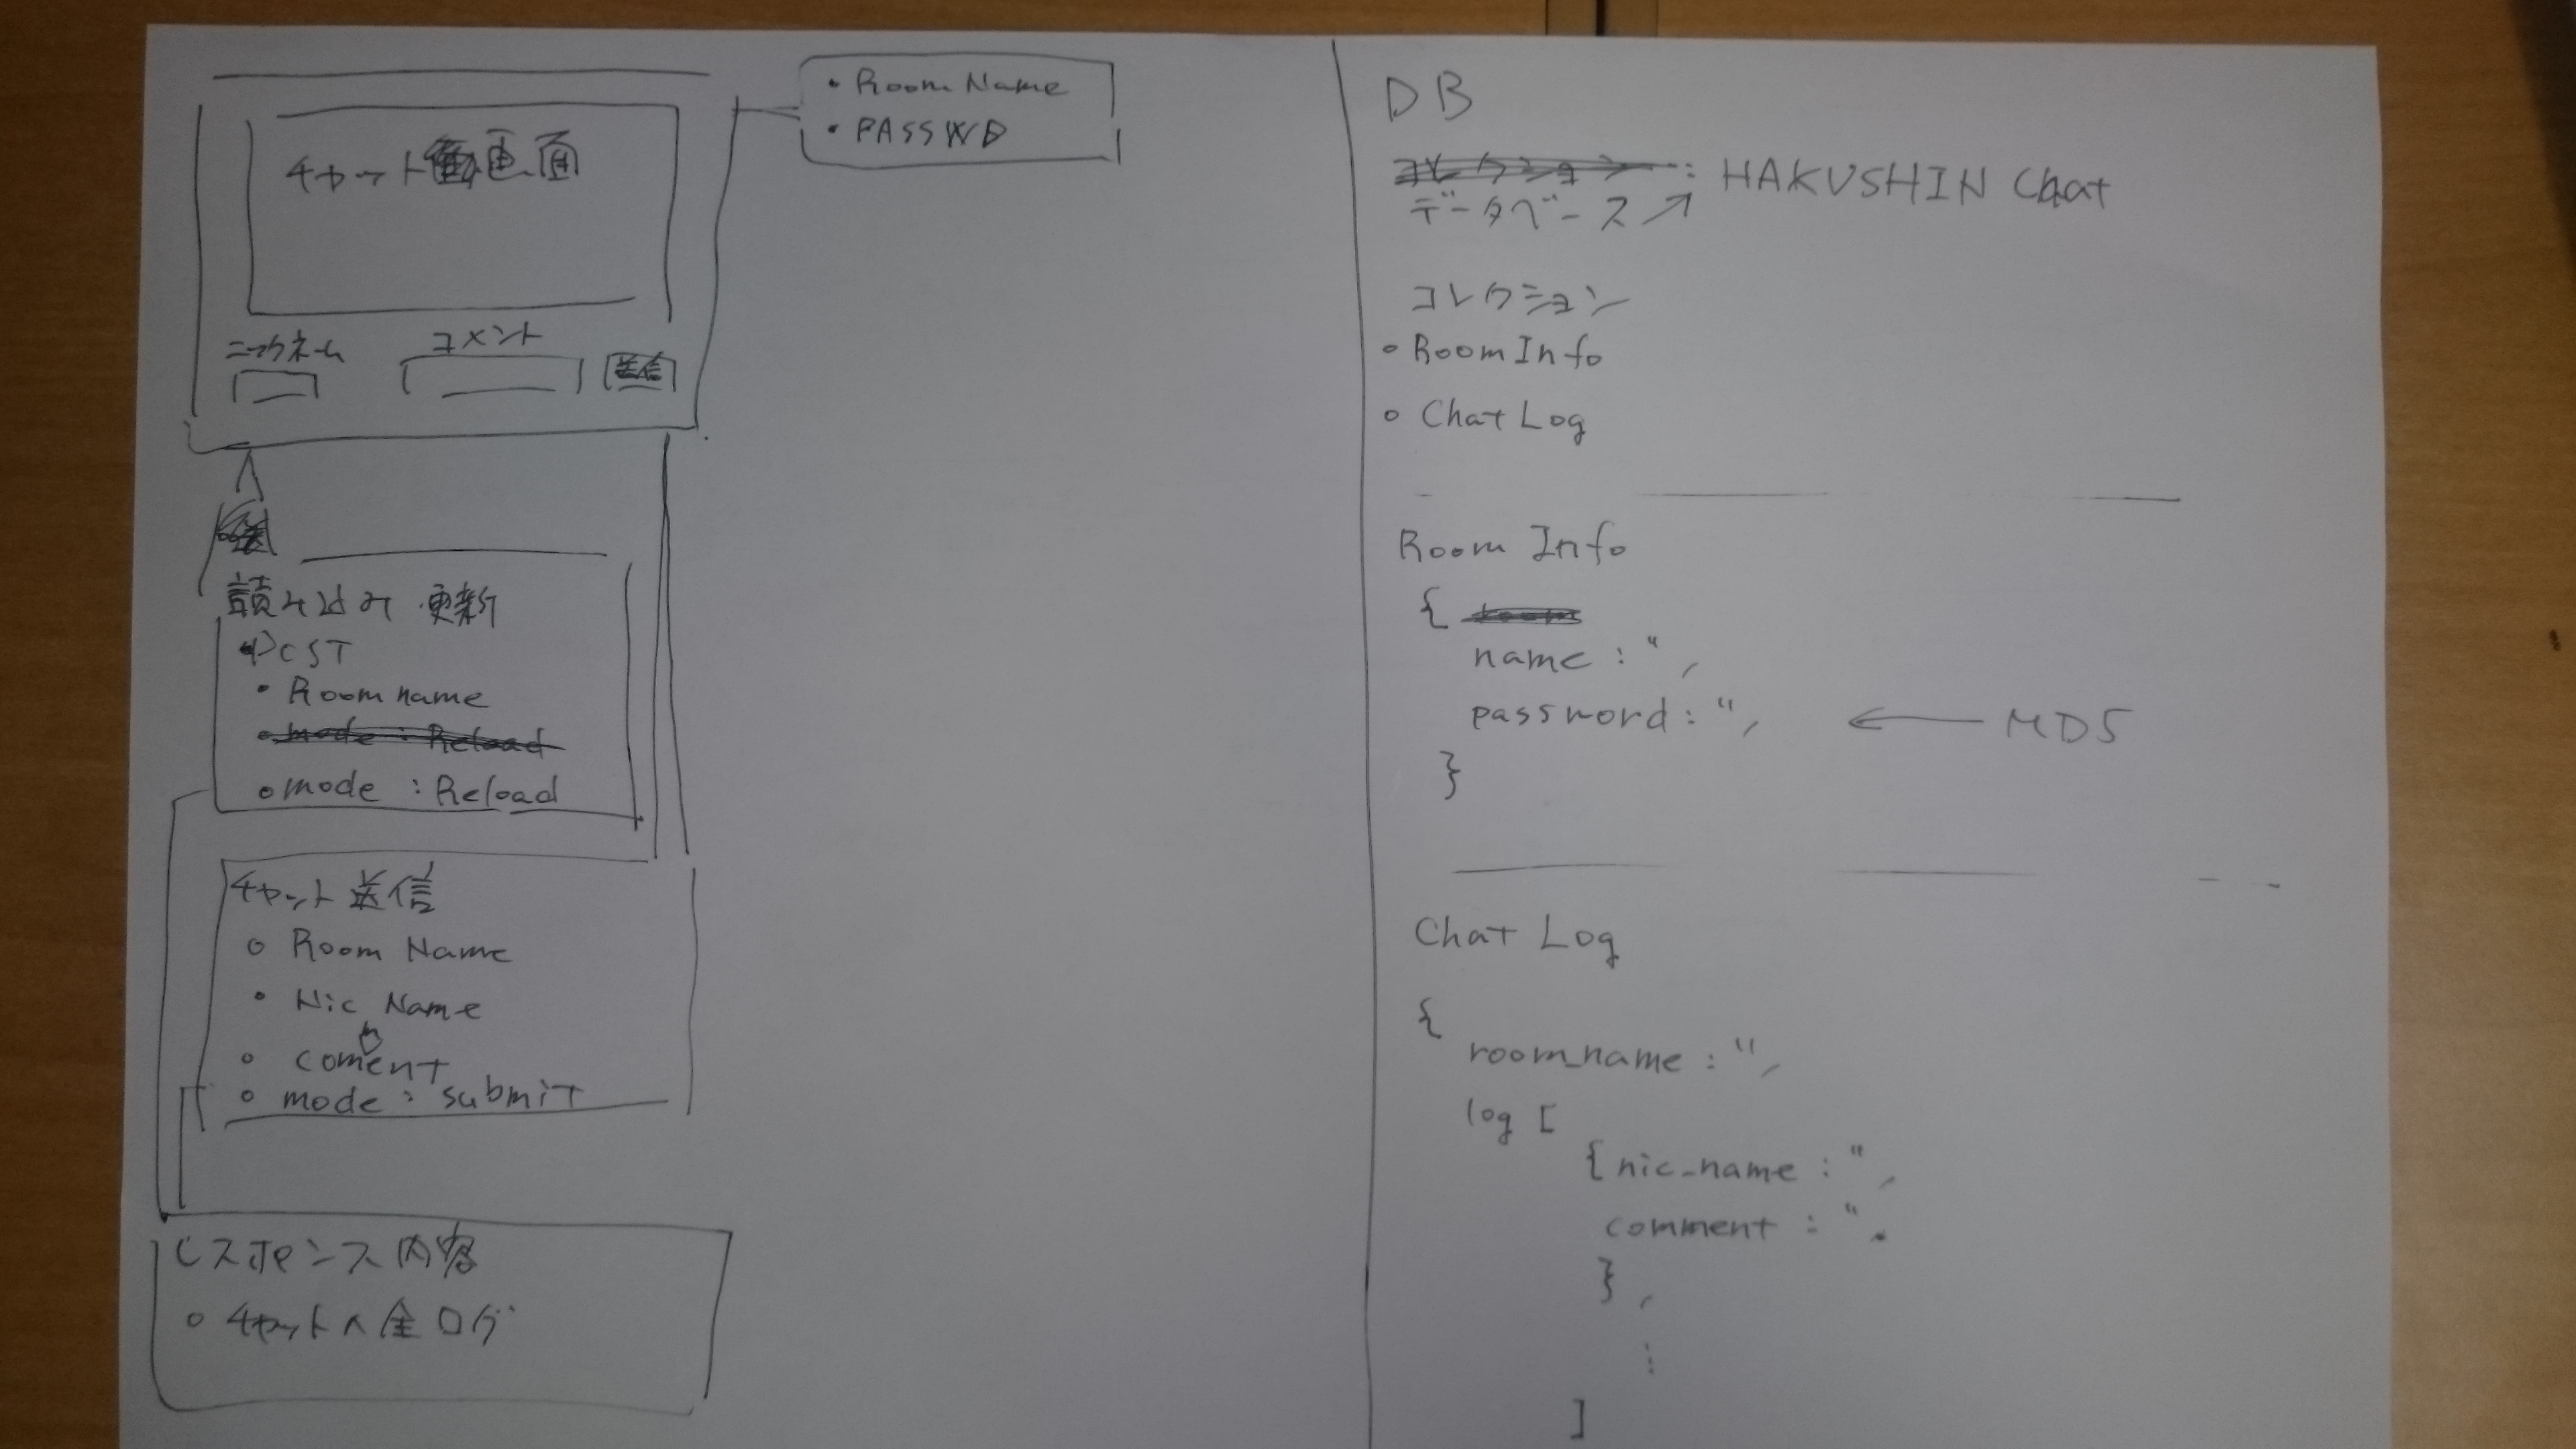 チャット画面
ニックネーム
コメント
送信
• Room Name
• PASSWD
読み込み 更新
POST
• Room name
• mode : Reload
• mode : Reload
チャット送信
• Room Name
• Nic Name
• coment
m
• mode : submit
レスポンス内容
• チャット 全ログ
DB
コレクション : HAKUSHIN Chat
データベース ↗
コレクション
• Room Info
• Chat Log
Room Info
{ room
name : '',
password : '', ← MD5
}
Chat Log
{
room_name : '',
log [
{ nic_name : '',
comment : ''.
} ,
⋮
]